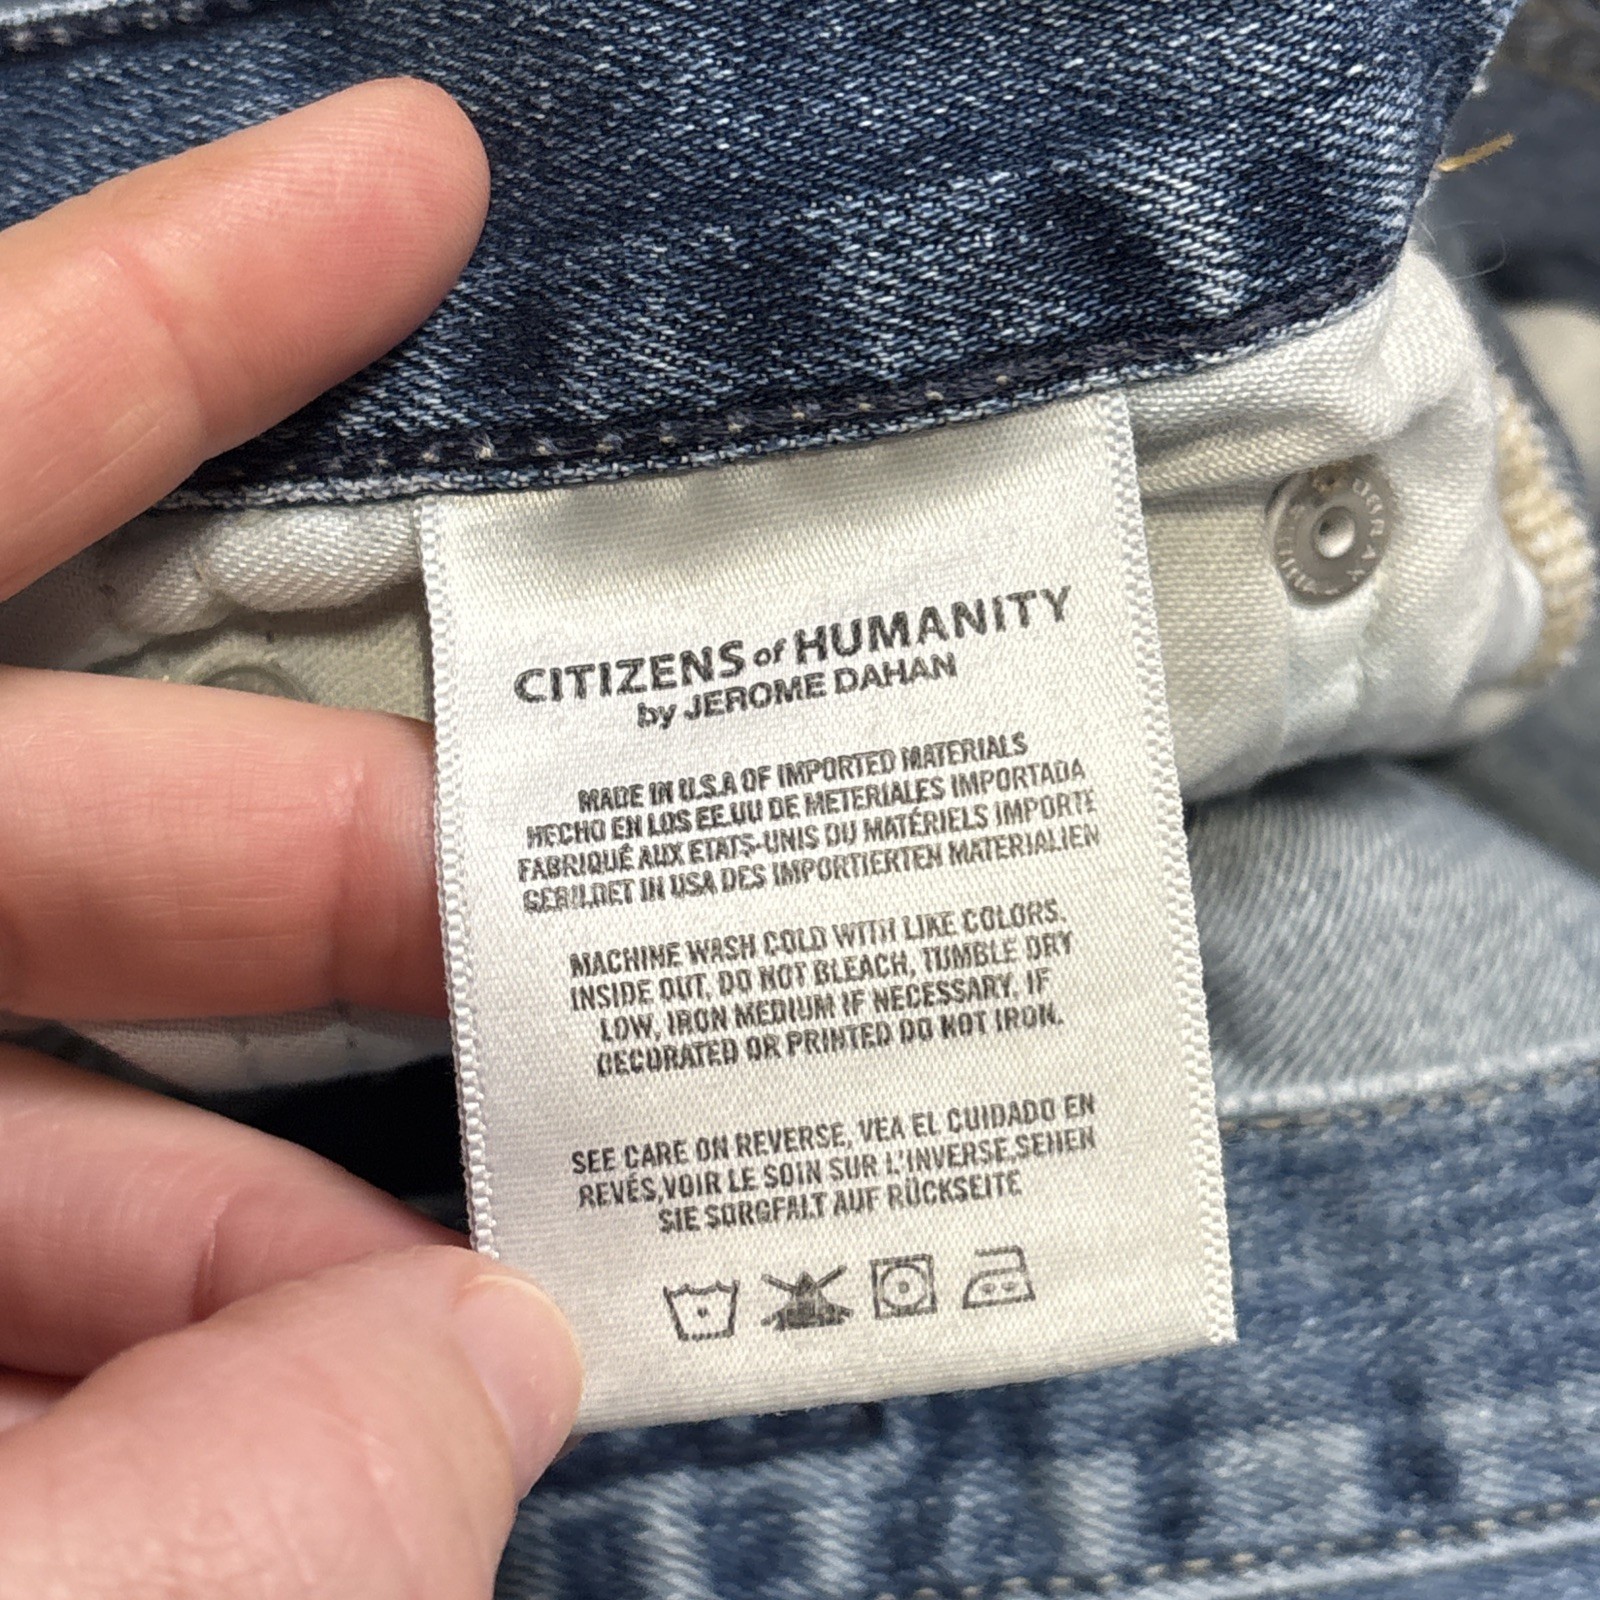 CITIZENS of HUMANITY
by JEROME DAHAN
MADE IN U.S.A OF IMPORTED MATERIALS
HECHO EN LOS EE.UU DE METERIALES IMPORTADA
FABRIQUÉ AUX ETATS-UNIS DU MATÉRIELS IMPORTE
GEBILDET IN USA DES IMPORTIERTEN MATERIALIEN
MACHINE WASH COLD WITH LIKE COLORS.
INSIDE OUT, DO NOT BLEACH, TUMBLE DRY
LOW, IRON MEDIUM IF NECESSARY, IF
DECORATED OR PRINTED DO NOT IRON.
SEE CARE ON REVERSE, VEA EL CUIDADO EN
REVÉS,VOIR LE SOIN SUR L'INVERSE,SEHEN
SIE SORGFALT AUF RÜCKSEITE